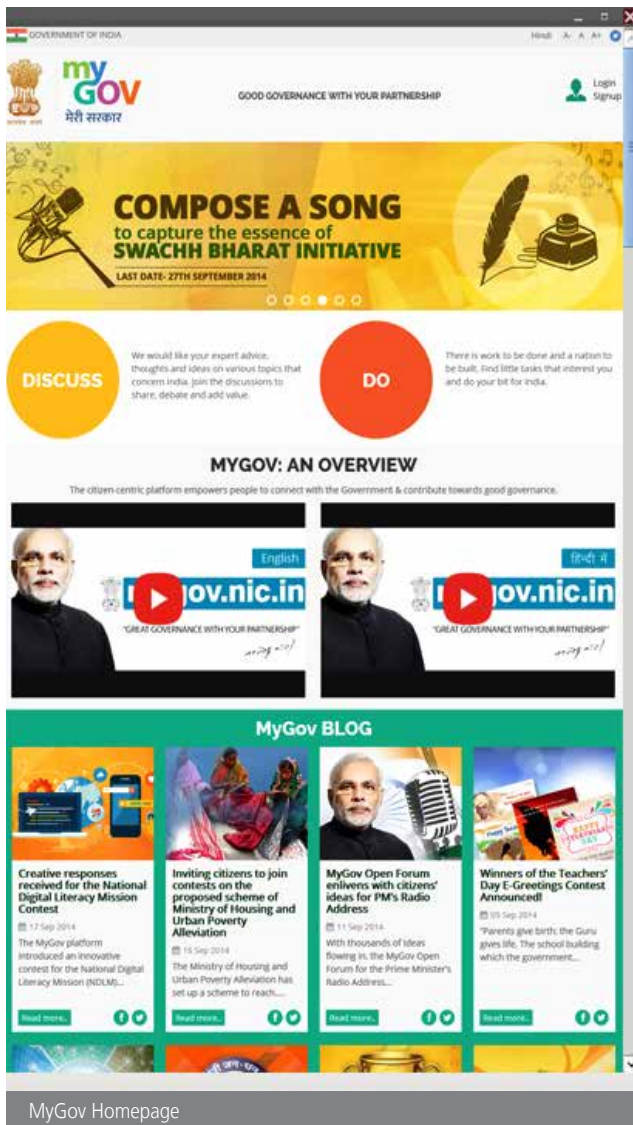 GOVERNMENT OF INDIA
Hindi A- A A+
my
GOV
मेरी सरकार
GOOD GOVERNANCE WITH YOUR PARTNERSHIP
Login
Signup
COMPOSE A SONG
to capture the essence of
SWACHH BHARAT INITIATIVE
LAST DATE- 27TH SEPTEMBER 2014
DISCUSS
We would like your expert advice,
thoughts and ideas on various topics that
concern india. Join the discussions to
share, debate and add value.
DO
There is work to be done and a nation to
be built. Find little tasks that interest you
and do your bit for india.
MYGOV: AN OVERVIEW
The citizen-centric platform empowers people to connect with the Government & contribute towards good governance.
English
gov.nic.in
"GREAT GOVERNANCE WITH YOUR PARTNERSHIP"
हिन्दी में
gov.nic.in
"GREAT GOVERNANCE WITH YOUR PARTNERSHIP"
MyGov BLOG
Creative responses
received for the National
Digital Literacy Mission
Contest
17 Sep 2014
The MyGov platform
introduced an innovative
contest for the National Digital
Literacy Mission (NDLM)...
Read more..
Inviting citizens to join
contests on the
proposed scheme of
Ministry of Housing and
Urban Poverty
Alleviation
16 Sep 2014
The Ministry of Housing and
Urban Poverty Alleviation has
set up a scheme to reach....
Read more..
MyGov Open Forum
enlivens with citizens'
ideas for PM's Radio
Address
11 Sep 2014
With thousands of ideas
flowing in, the MyGov Open
Forum for the Prime Minister's
Radio Address...
Read more..
HAPPY
DAY
Winners of the Teachers'
Day E-Greetings Contest
Announced!
05 Sep 2014
"Parents give birth; the Guru
gives life. The school building
which the government...
Read more..
MyGov Homepage